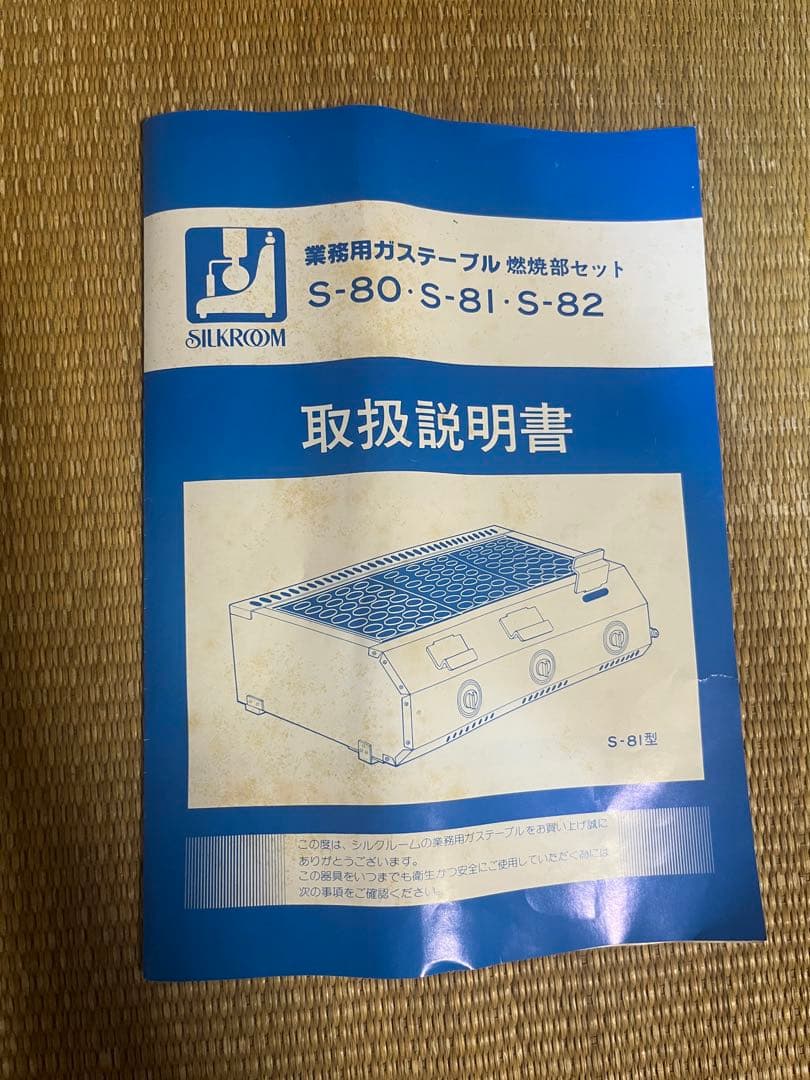 業務用ガステーブル 燃焼部セット
S-80・S-81・S-82
SILKROOM
取扱説明書
S-81型
この度は、シルクルームの業務用ガステーブルをお買い上げ誠に
ありがとうございます。
この器具をいつまでも衛生かつ安全にご使用していただく為には
次の事項をご確認ください。